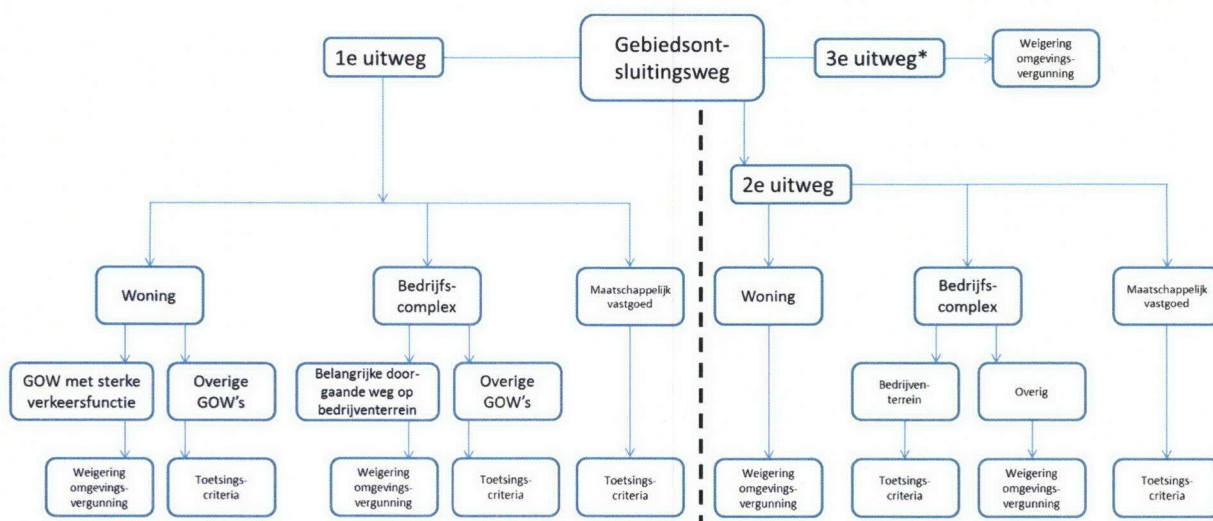 1e uitweg
Gebiedsont-
sluitingsweg
3e uitweg*
Weigering
omgevings-
vergunning
2e uitweg
Woning
Bedrijfs-
complex
Maatschappelijk
vastgoed
Woning
Bedrijfs-
complex
Maatschappelijk
vastgoed
GOW met sterke
verkeersfunctie
Overige
GOW's
Belangrijke door-
gaande weg op
bedrijventerrein
Overige
GOW's
Bedrijven-
terrein
Overig
Weigering
omgevings-
vergunning
Toetsings-
criteria
Weigering
omgevings-
vergunning
Toetsings-
criteria
Toetsings-
criteria
Weigering
omgevings-
vergunning
Toetsings-
criteria
Weigering
omgevings-
vergunning
Toetsings-
criteria